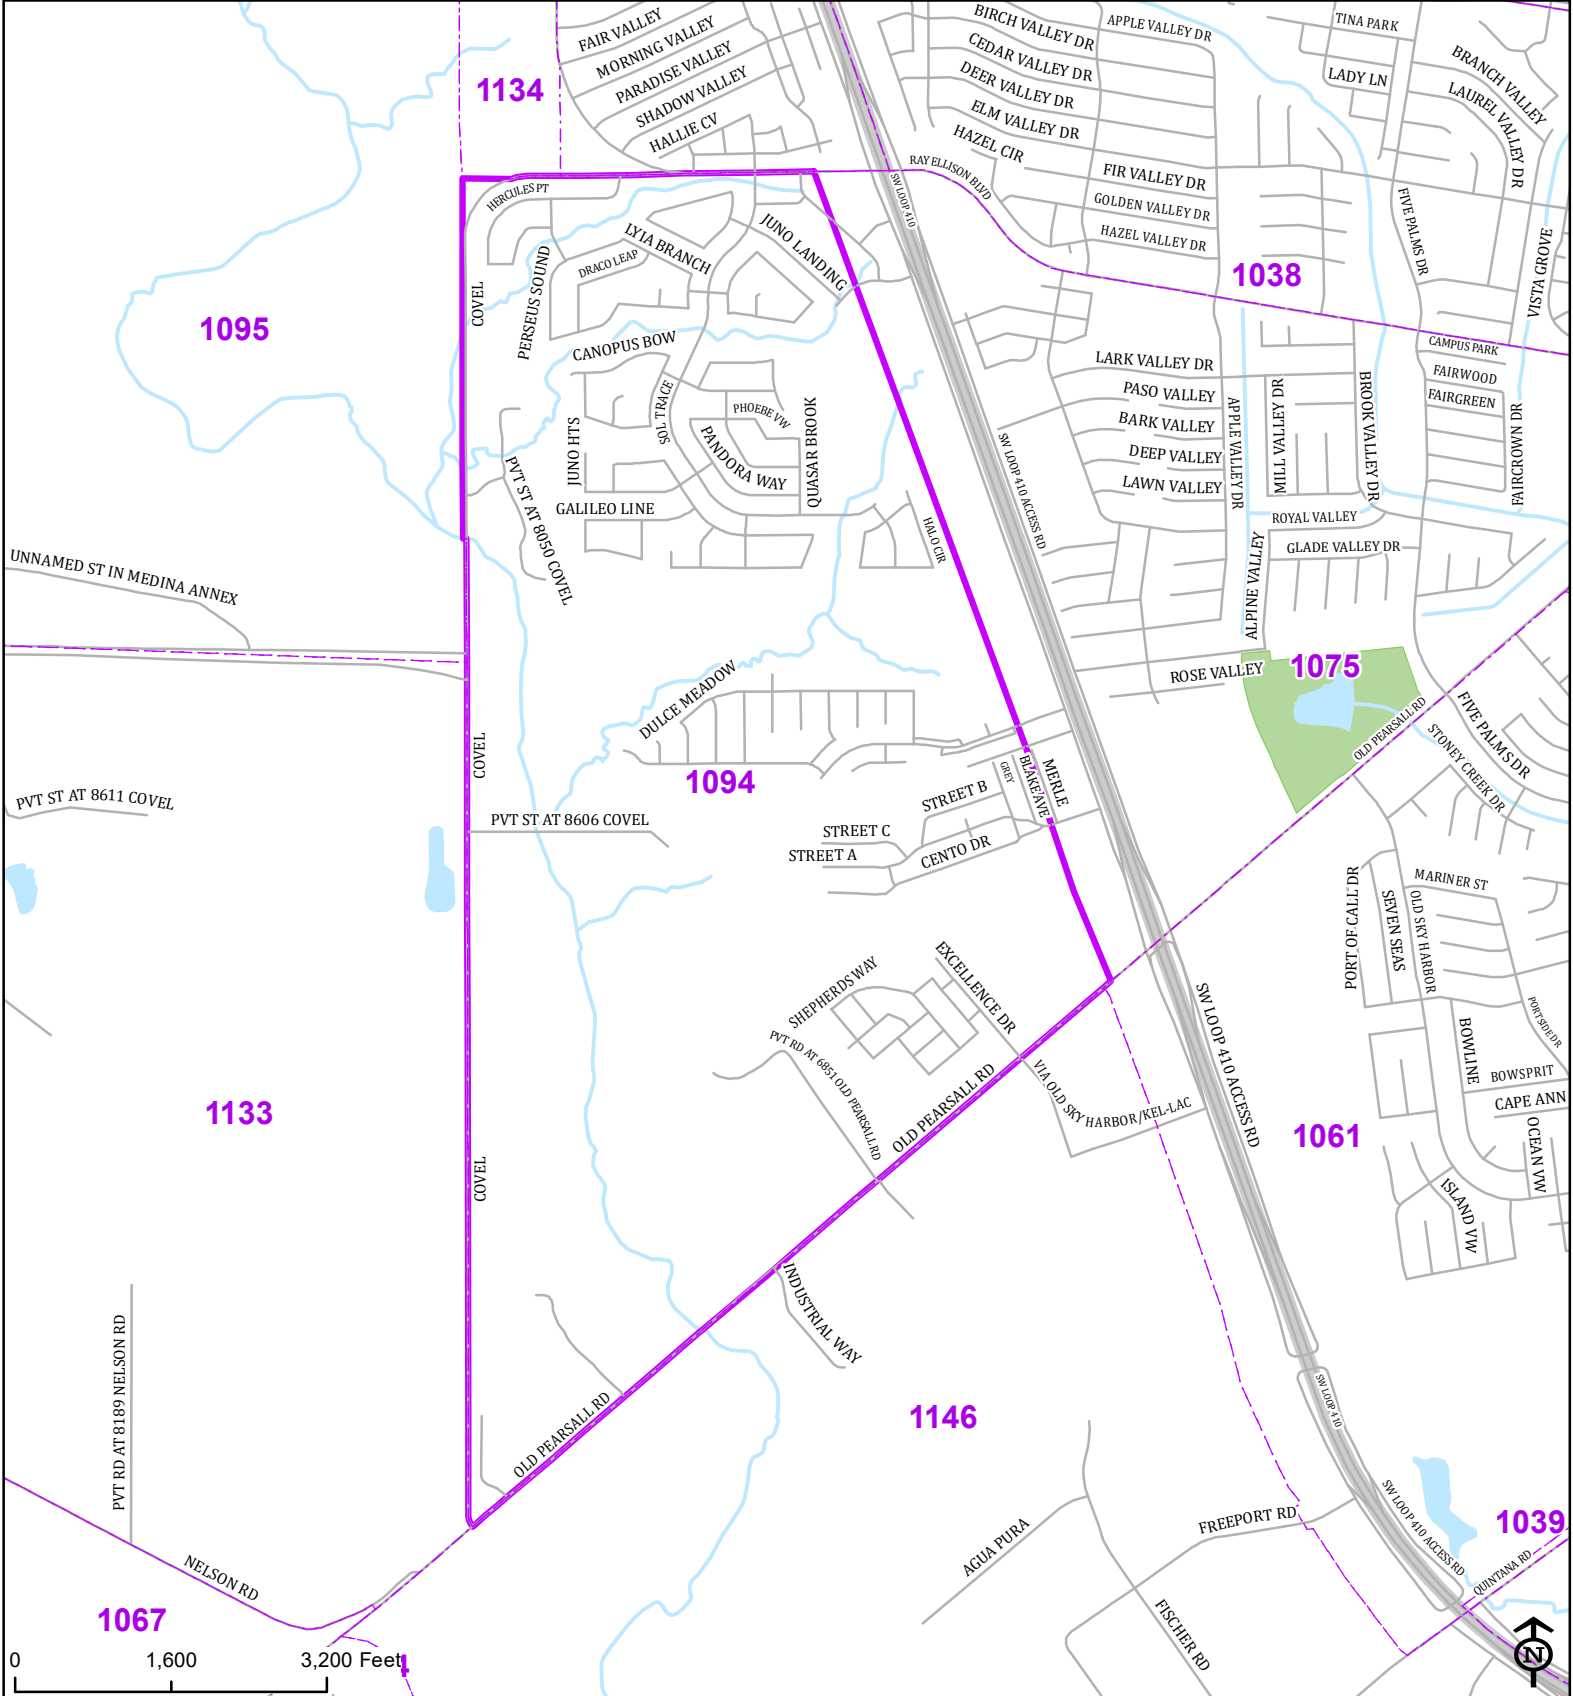 FAIR VALLEY
MORNING VALLEY
PARADISE VALLEY
SHADOW VALLEY
HALLIE CV
1134
BIRCH VALLEY DR
APPLE VALLEY DR
CEDAR VALLEY DR
DEER VALLEY DR
ELM VALLEY DR
HAZEL CIR
RAY ELLISON BLVD
FIR VALLEY DR
GOLDEN VALLEY DR
HAZEL VALLEY DR
TINA PARK
LADY LN
BRANCH VALLEY
LAUREL VALLEY DR
FIVE PALMS DR
VISTA GROVE
1038
SW LOOP 410
HERCULES PT
PERSEUS SOUND
LYIA BRANCH
DRACO LEAP
JUNO LANDING
COVEL
1095
CANOPUS BOW
SOL TRACE
PHOEBE VW
PANDORA WAY
QUASAR BROOK
JUNO HTS
GALILEO LINE
PVT ST AT 8050 COVEL
HALO CIR
SW LOOP 410 ACCESS RD
LARK VALLEY DR
PASO VALLEY
BARK VALLEY
DEEP VALLEY
LAWN VALLEY
APPLE VALLEY DR
MILL VALLEY DR
BROOK VALLEY DR
CAMPUS PARK
FAIRWOOD
FAIRGREEN
FAIRCROWN DR
ROYAL VALLEY
GLADE VALLEY DR
ALPINE VALLEY
ROSE VALLEY
1075
UNNAMED ST IN MEDINA ANNEX
DULCE MEADOW
COVEL
1094
OLD PEARSALL RD
FIVE PALMS DR
STONEY CREEK DR
PVT ST AT 8611 COVEL
PVT ST AT 8606 COVEL
STREET B
STREET C
STREET A
CENTO DR
GREY
BLAKE AVE
MERLE
PORT OF CALL DR
SEVEN SEAS
OLD SKY HARBOR
MARINER ST
PORTSIDE DR
BOWLINE
BOWSPRIT
CAPE ANN
OCEAN VW
ISLAND VW
SHEPHERDS WAY
EXCELLENCE DR
PVT RD AT 6851 OLD PEARSALL RD
OLD PEARSALL RD
VIA OLD SKY HARBOR/KEL-LAC
SW LOOP 410 ACCESS RD
1061
1133
COVEL
INDUSTRIAL WAY
OLD PEARSALL RD
1146
PVT RD AT 8189 NELSON RD
SW LOOP 410
SW LOOP 410 ACCESS RD
1039
QUINTANA RD
FREEPORT RD
AGUA PURA
FISCHER RD
NELSON RD
1067
0 1,600 3,200 Feet
N